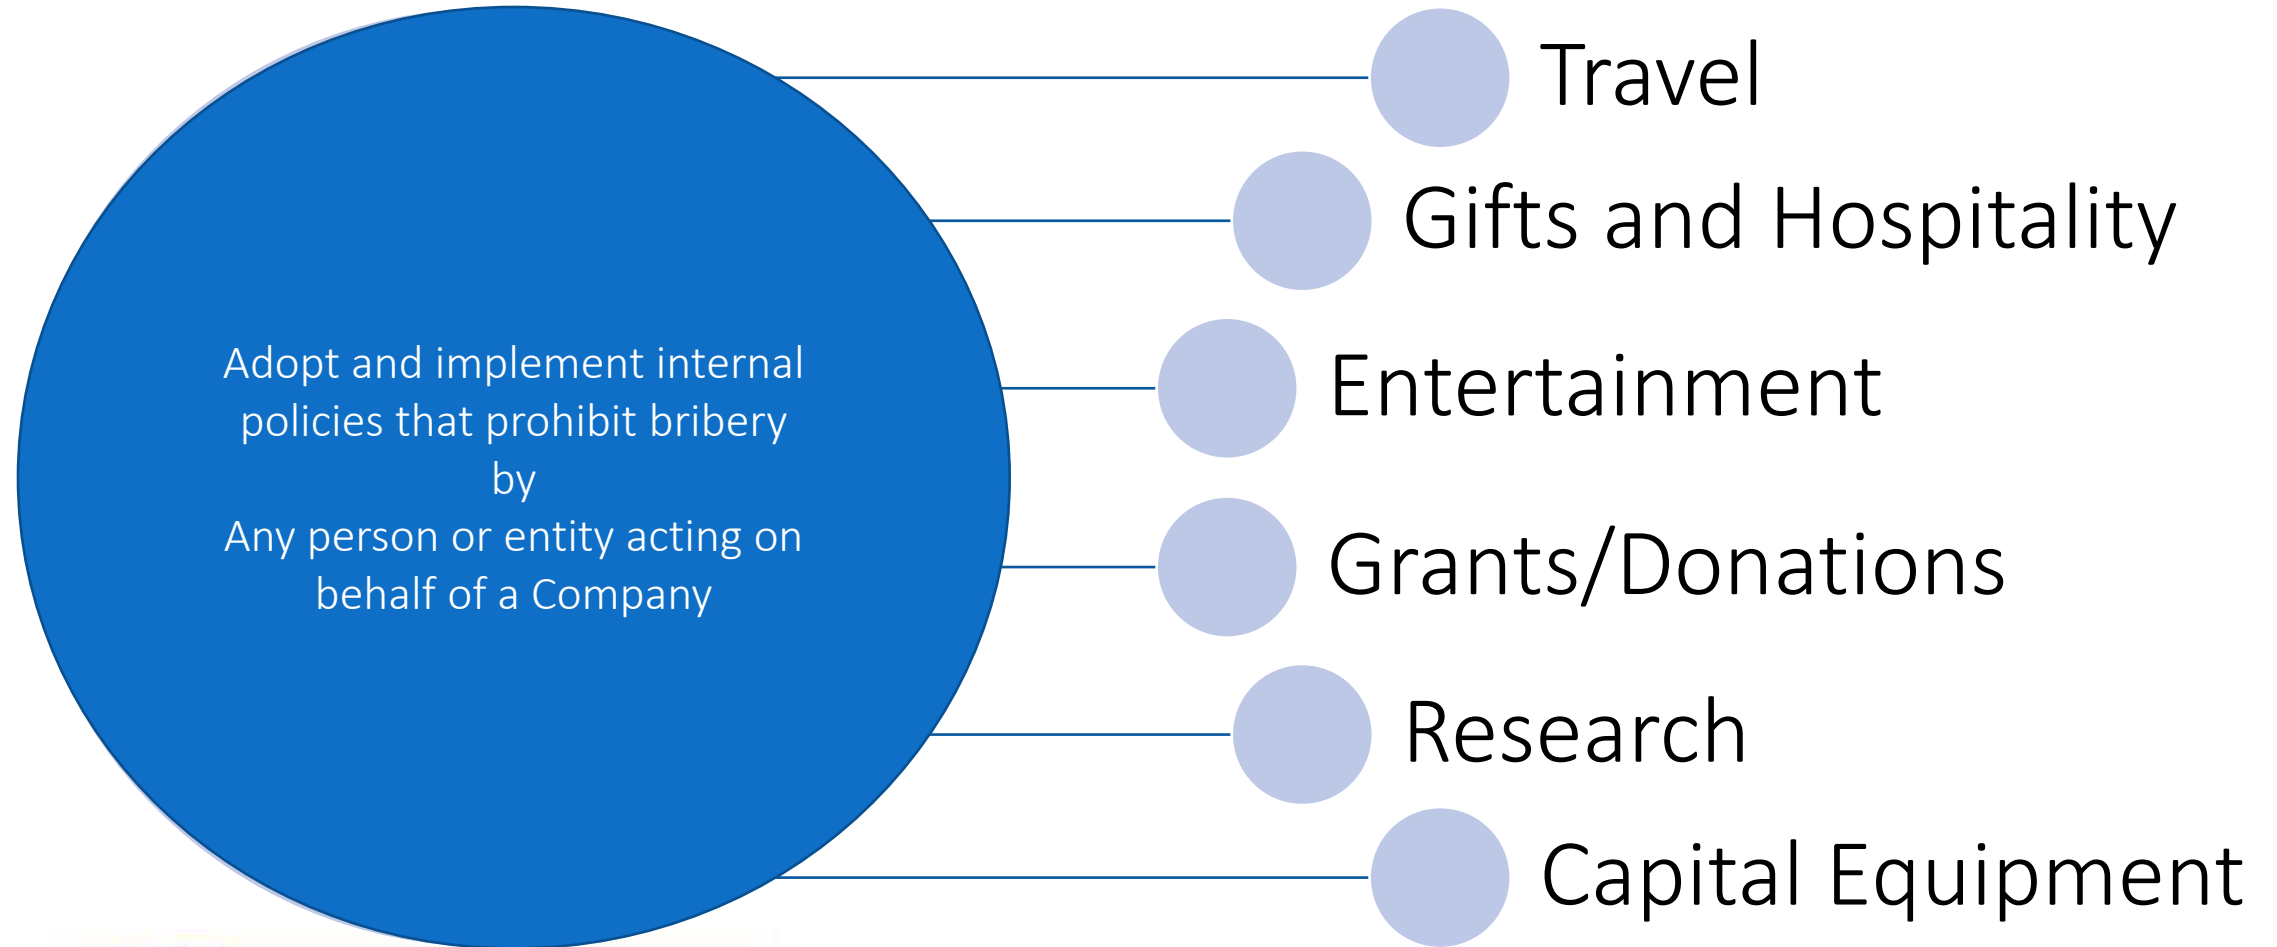 Adopt and implement internal
policies that prohibit bribery
by
Any person or entity acting on
behalf of a Company
Travel
Gifts and Hospitality
Entertainment
Grants/Donations
Research
Capital Equipment